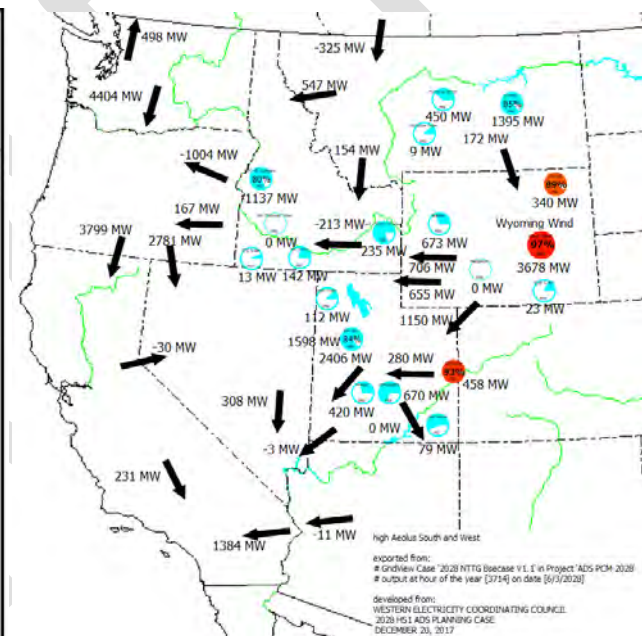 498 MW
-325 MW
547 MW
4404 MW
450 MW
95%
1395 MW
9 MW
172 MW
-1004 MW
-154 MW
80%
1137 MW
89%
340 MW
Wyoming Wind
97%
3678 MW
167 MW
-213 MW
0 MW
235 MW
673 MW
3799 MW
2781 MW
13 MW
142 MW
706 MW
0 MW
655 MW
23 MW
112 MW
1150 MW
1598 MW
2406 MW
280 MW
93%
458 MW
-30 MW
308 MW
420 MW
670 MW
0 MW
79 MW
-3 MW
231 MW
-11 MW
1384 MW
high Aeolus South and West
exported from:
# GridView Case '2028 NTTG Bsecase V1.1' in Project 'ADS PCM-2028
# output at hour of the year [3714] on date [6/3/2028]
developed from:
WESTERN ELECTRICITY COORDINATING COUNCIL
2028 HS1 ADS PLANNING CASE
DECEMBER 20, 2017